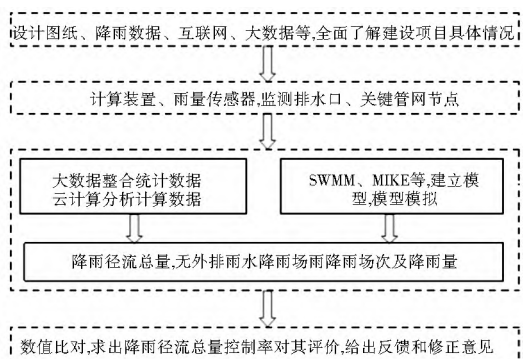 设计图纸、降雨数据、互联网、大数据等,全面了解建设项目具体情况
计算装置、雨量传感器,监测排水口、关键管网节点
大数据整合统计数据
云计算分析计算数据
SWMM、MIKE等,建立模
型,模型模拟
降雨径流总量,无外排雨水降雨场雨降雨场次及降雨量
数值比对,求出降雨径流总量控制率对其评价,给出反馈和修正意见